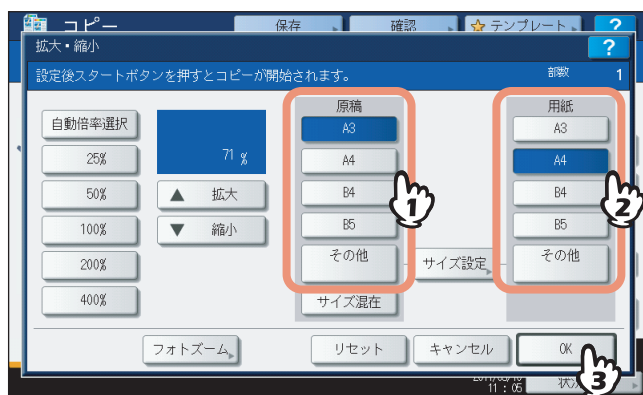 コピー
保存
確認
テンプレート
?
拡大・縮小
?
設定後スタートボタンを押すとコピーが開始されます。
部数 1
原稿
用紙
自動倍率選択
A3
A3
25%
71 %
A4
A4
50%
▲ 拡大
B4
B4
1
2
100%
▼ 縮小
B5
B5
200%
その他
サイズ設定
その他
400%
サイズ混在
フォトズーム
リセット
キャンセル
OK
3
11:05